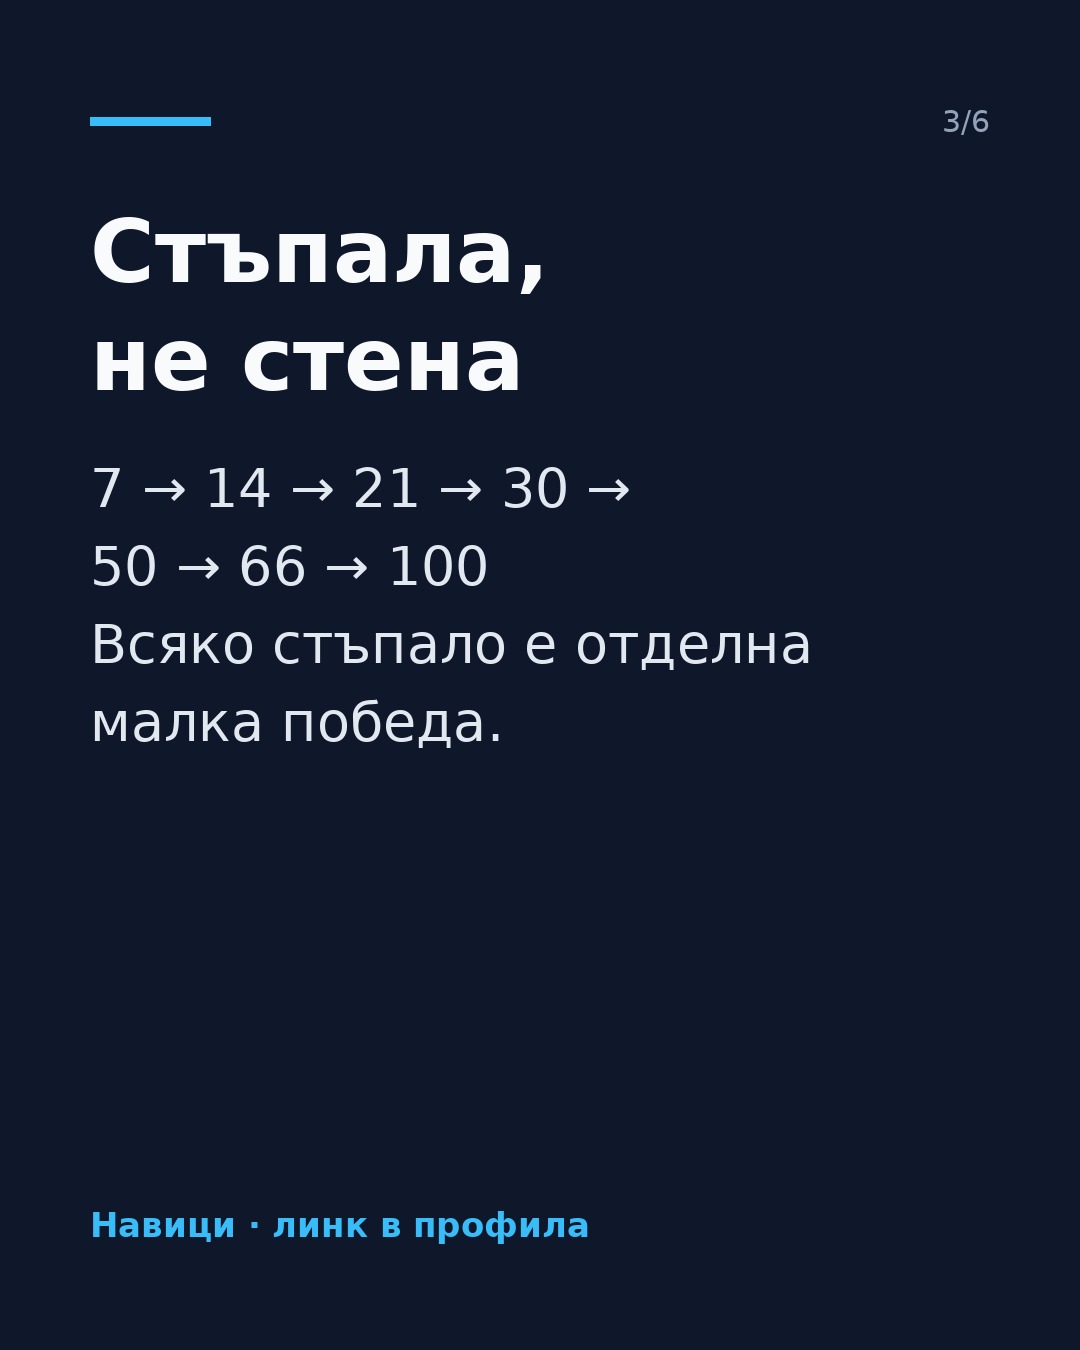 3/6
Стъпала,
не стена
7 → 14 → 21 → 30 →
50 → 66 → 100
Всяко стъпало е отделна
малка победа.
Навици · линк в профила